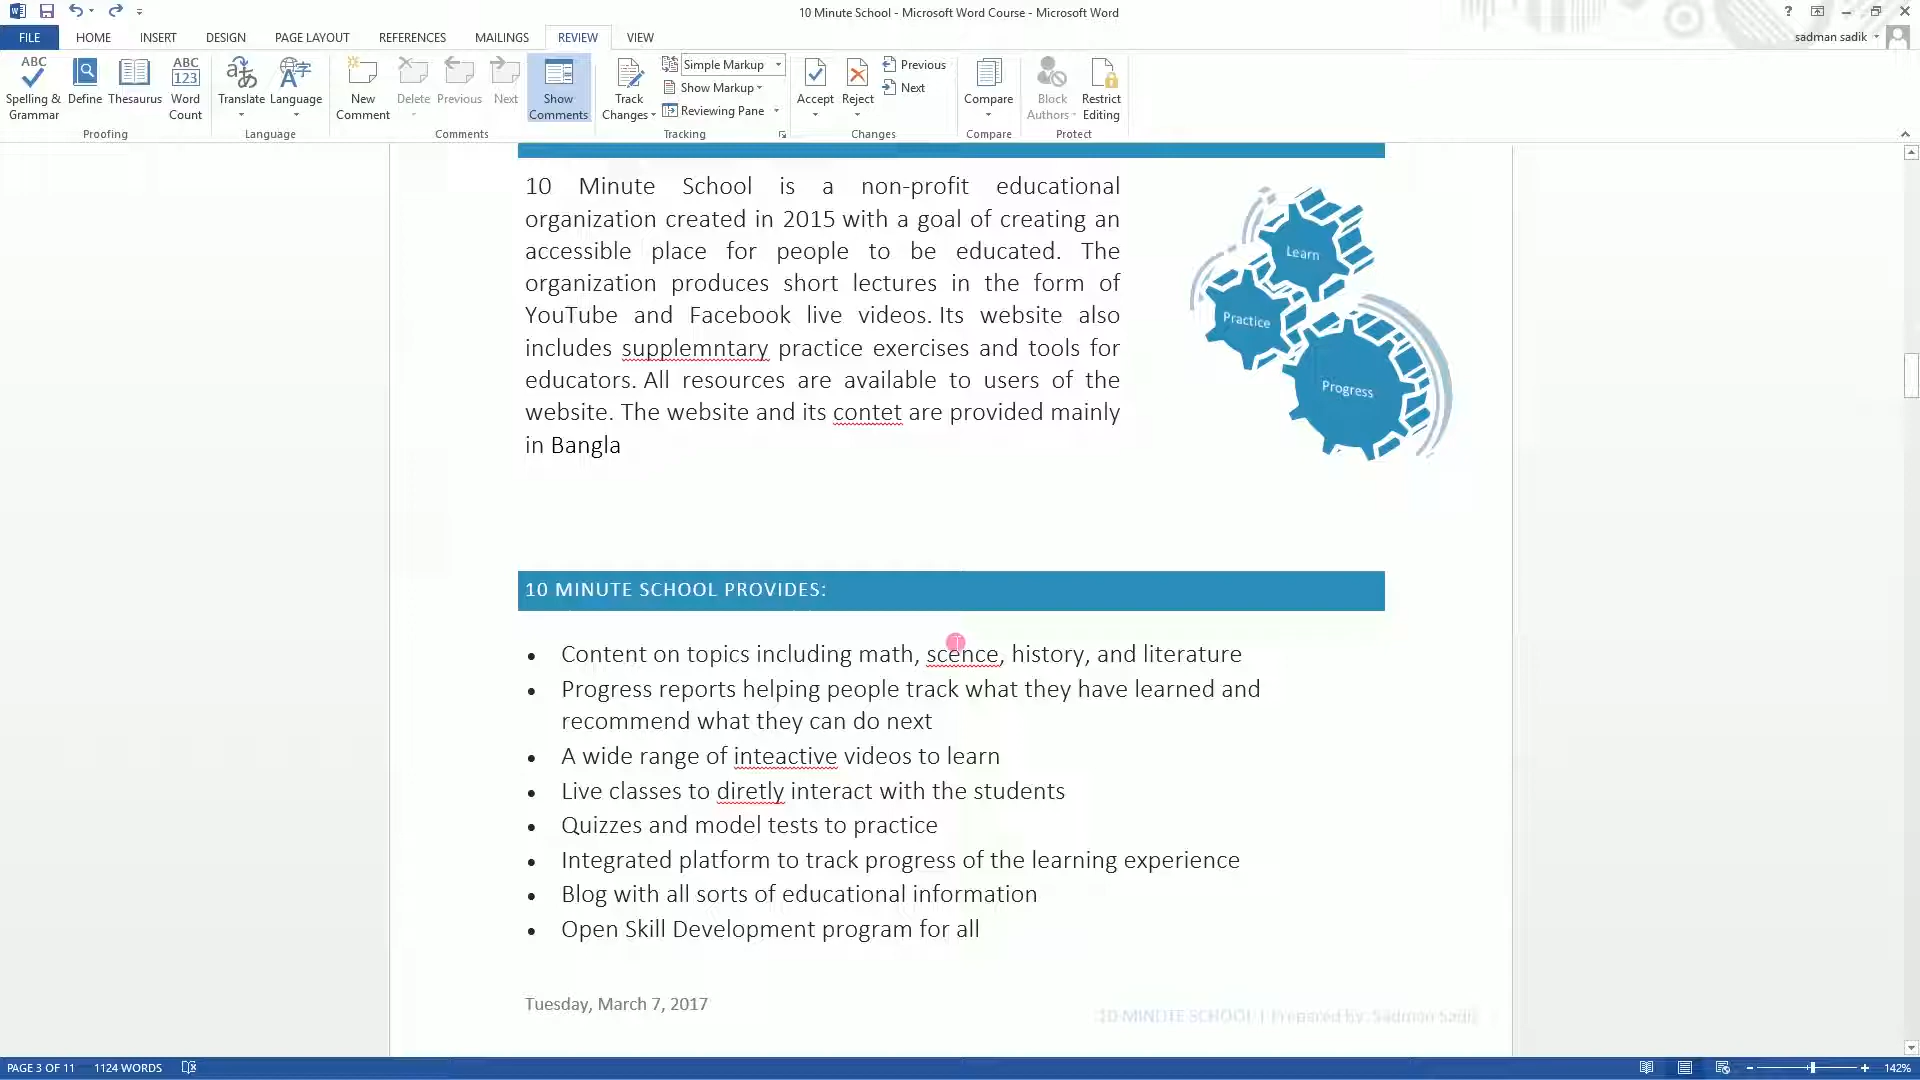 10 Minute School - Microsoft Word Course - Microsoft Word
?
FILE HOME INSERT DESIGN PAGE LAYOUT REFERENCES MAILINGS REVIEW VIEW
sadman sadik
ABC Spelling & Grammar
Define
Thesaurus
ABC 123 Word Count
Translate
Language
New Comment
Delete
Previous
Next
Show Comments
Track Changes
Simple Markup
Show Markup
Reviewing Pane
Accept
Reject
Previous
Next
Compare
Block Authors
Restrict Editing
Proofing Language Comments Tracking Changes Compare Protect
10 Minute School is a non-profit educational
organization created in 2015 with a goal of creating an
accessible place for people to be educated. The
organization produces short lectures in the form of
YouTube and Facebook live videos. Its website also
includes supplemntary practice exercises and tools for
educators. All resources are available to users of the
website. The website and its contet are provided mainly
in Bangla
Learn
Practice
Progress
10 MINUTE SCHOOL PROVIDES:
• Content on topics including math, scence, history, and literature
• Progress reports helping people track what they have learned and
recommend what they can do next
• A wide range of inteactive videos to learn
• Live classes to diretly interact with the students
• Quizzes and model tests to practice
• Integrated platform to track progress of the learning experience
• Blog with all sorts of educational information
• Open Skill Development program for all
Tuesday, March 7, 2017
10 MINUTE SCHOOL | Prepared by: Sadman Sadik
PAGE 3 OF 11 1124 WORDS
142%